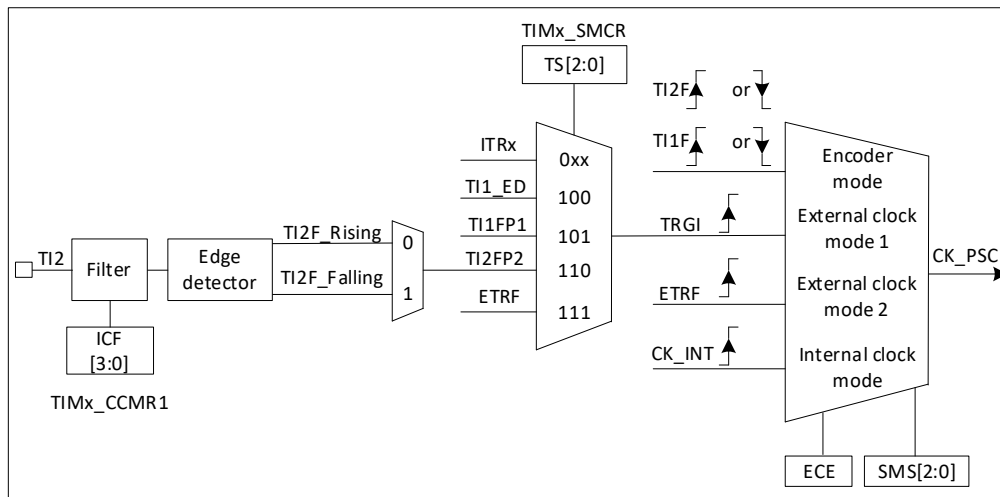 TIMx_SMCR
TS[2:0]
TI2F or
TI1F or
ITRx
0xx
Encoder
mode
TI1_ED
100
TI2F_Rising
0
TI1FP1
101
TRGI
External clock
mode 1
TI2
Filter
Edge
detector
TI2F_Falling
1
TI2FP2
110
CK_PSC
ETRF
111
ETRF
External clock
mode 2
ICF
[3:0]
CK_INT
Internal clock
mode
TIMx_CCMR1
ECE
SMS[2:0]